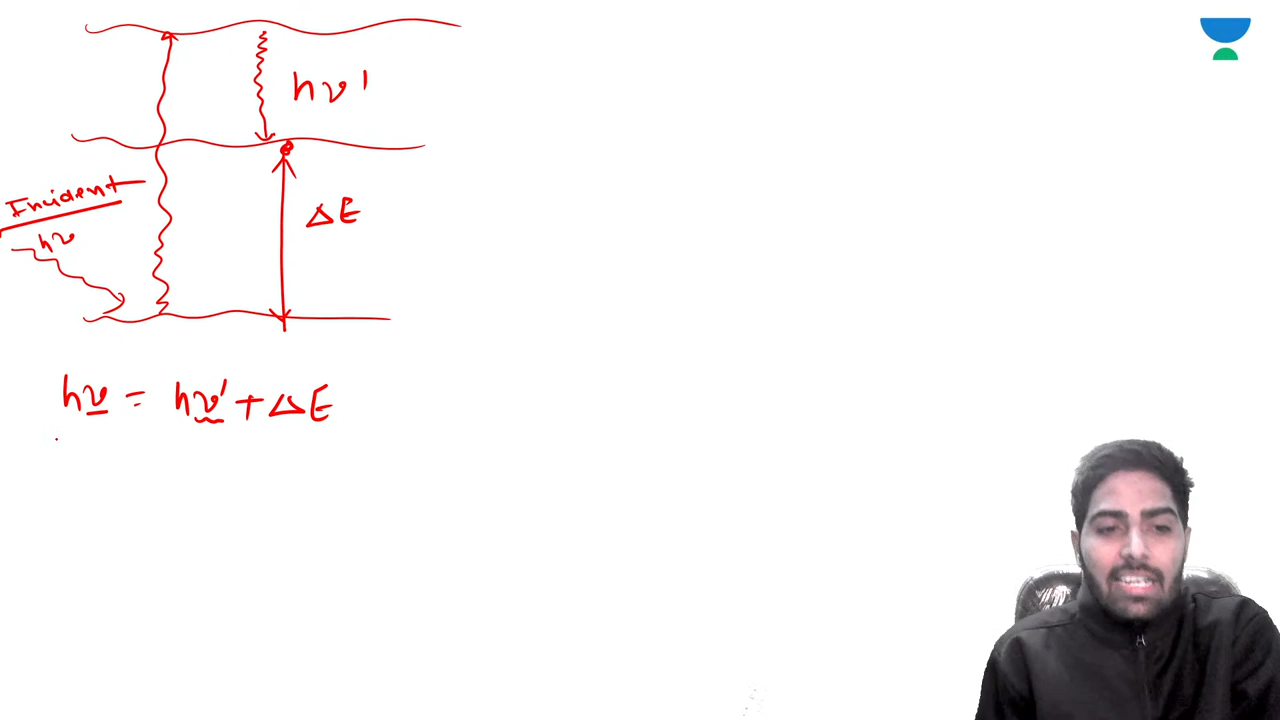 hν'
Incident
hν
ΔE
hν = hν' + ΔE